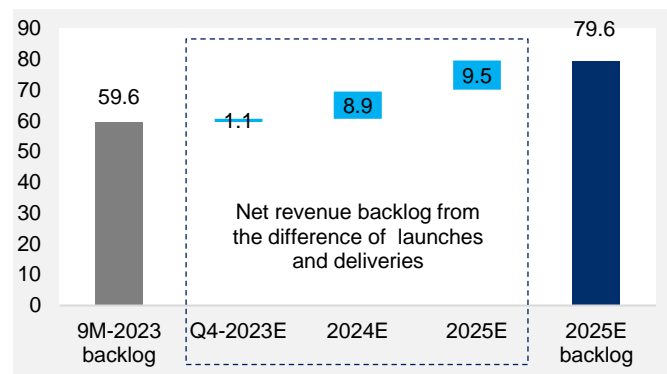 90
80
70
60
50
40
30
20
10
0
59.6
1.1
8.9
9.5
79.6
Net revenue backlog from
the difference of launches
and deliveries
9M-2023
backlog
Q4-2023E
2024E
2025E
2025E
backlog